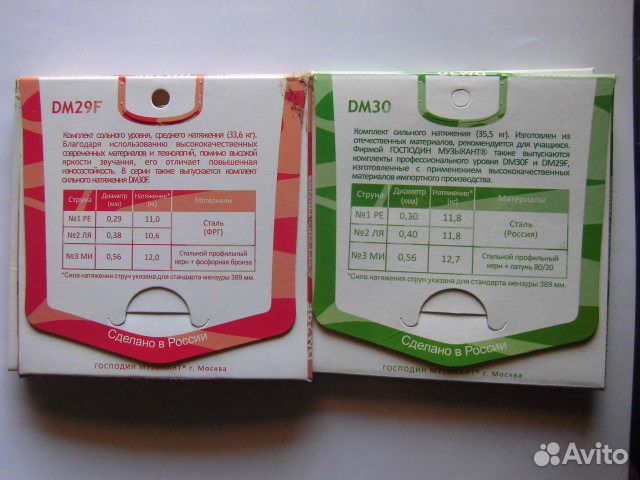 DM29F
Комплект сольного уровня, среднего натяжения (33,6 кг).
Благодаря использованию высококачественных
современных материалов и технологий, помимо высокой
яркости звучания, его отличает повышенная
износостойкость. В серии также выпускается комплект
сильного натяжения DM30F.
Струна Диаметр (мм) Натяжение* (кг) Материалы
№1 РЕ 0,29 11,0
№2 ЛЯ 0,38 10,6
Сталь
(ФРГ)
№3 МИ 0,56 12,0
Стальной профильный
керн + фосфорная бронза
*Сила натяжения струн указана для стандарта мензуры 389 мм.
Сделано в России
ГОСПОДИН МУЗЫКАНТ® г. Москва
DM30
Комплект сильного натяжения (35,5 кг). Изготовлен из
отечественных материалов, рекомендуется для учащихся.
Фирмой ГОСПОДИН МУЗЫКАНТ® также выпускаются
комплекты профессионального уровня DM30F и DM29F,
изготовленные с применением высококачественных
материалов импортного производства.
Струна Диаметр (мм) Натяжение* (кг) Материалы
№1 РЕ 0,30 11,8
№2 ЛЯ 0,40 11,8
Сталь
(Россия)
№3 МИ 0,56 12,7
Стальной профильный
керн + латунь 80/20
*Сила натяжения струн указана для стандарта мензуры 389 мм.
Сделано в России
ГОСПОДИН МУЗЫКАНТ® г. Москва
Avito